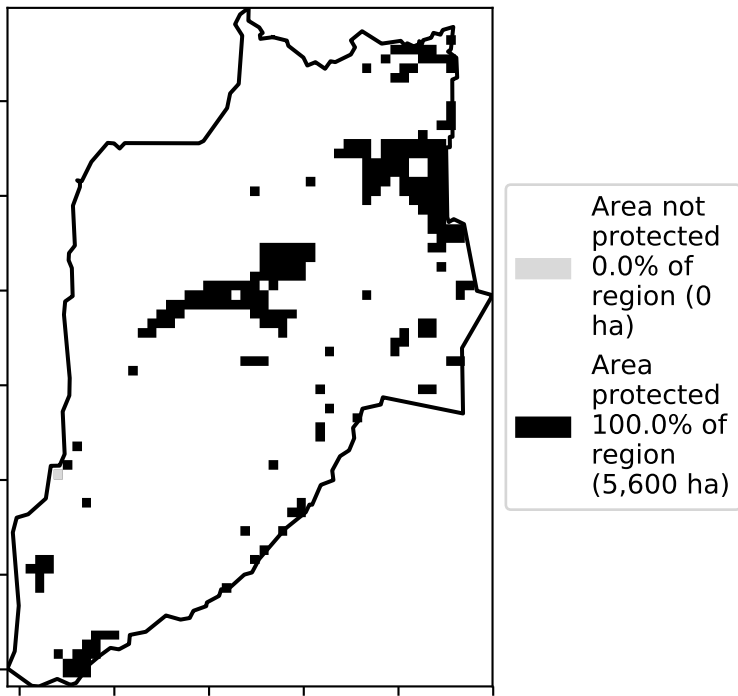 Area not
protected
0.0% of
region (0
ha)
Area
protected
100.0% of
region
(5,600 ha)